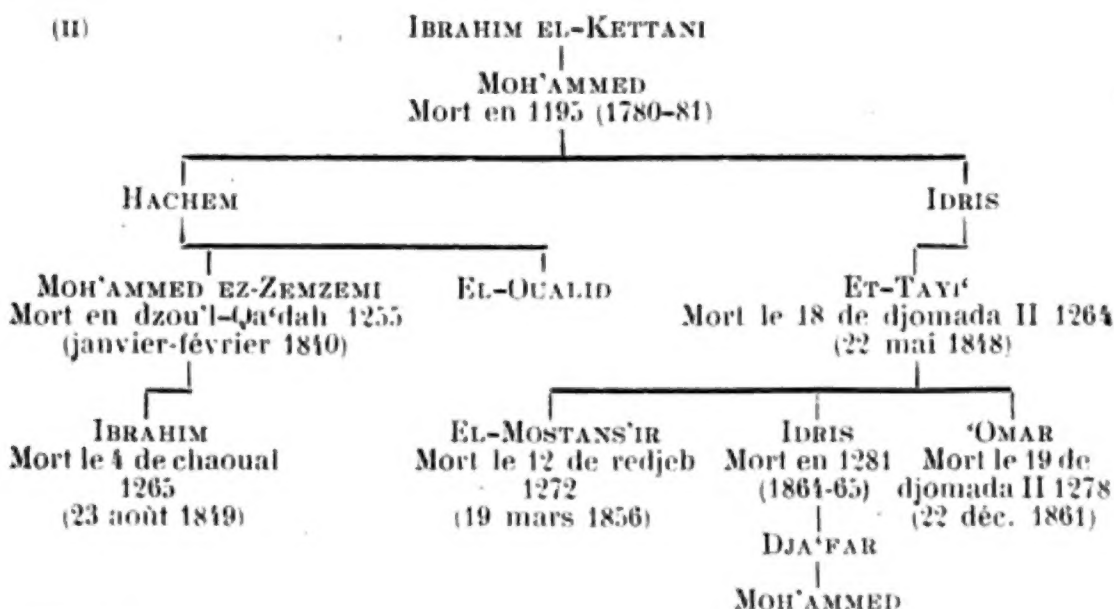 (II)
IBRAHIM EL-KETTANI
MOH'AMMED
Mort en 1195 (1780-81)
HACHEM
IDRIS
MOH'AMMED EZ-ZEMZEMI
Mort en dzou'l-Qa‘dah 1255
(janvier-février 1840)
EL-OUALID
ET-TAYI‘
Mort le 18 de djomada II 1264
(22 mai 1848)
IBRAHIM
Mort le 4 de chaoual
1265
(23 août 1849)
EL-MOSTANS'IR
Mort le 12 de redjeb
1272
(19 mars 1856)
IDRIS
Mort en 1281
(1864-65)
‘OMAR
Mort le 19 de
djomada II 1278
(22 déc. 1861)
DJA‘FAR
MOH'AMMED